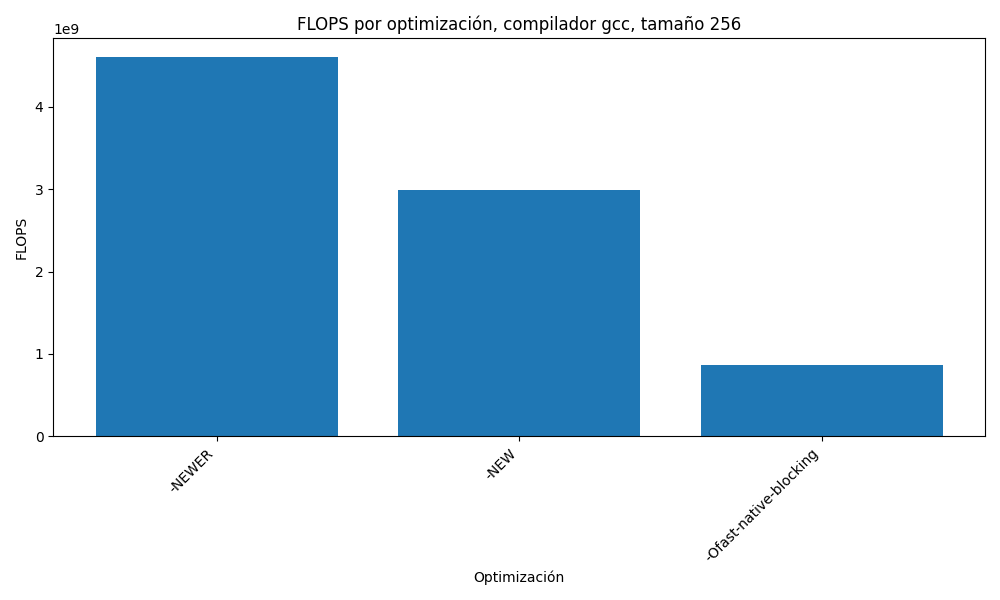 FLOPS por optimización, compilador gcc, tamaño 256
1e9
4
3
2
1
0
FLOPS
-NEWER
-NEW
-Ofast-native-blocking
Optimización